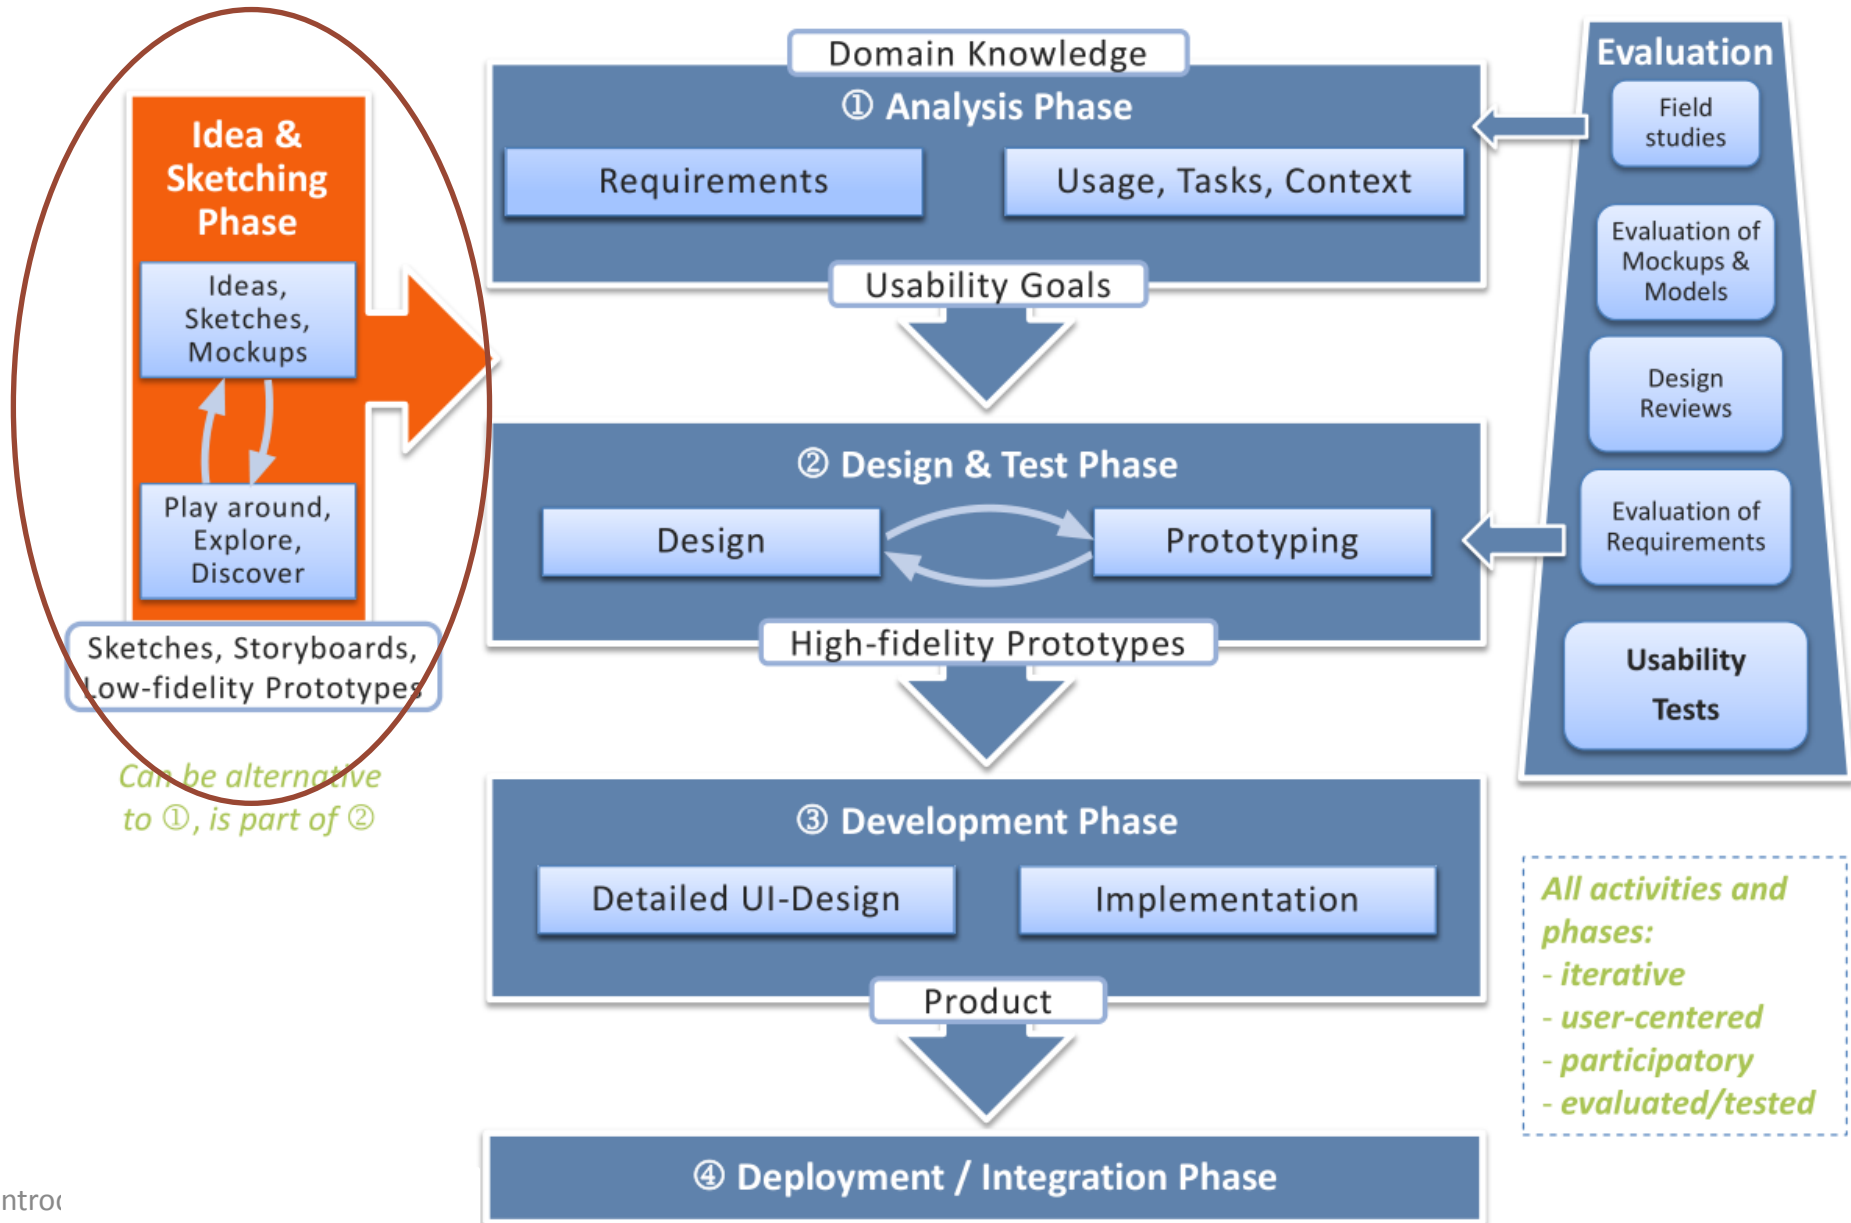 Idea &
Sketching
Phase
Ideas,
Sketches,
Mockups
Play around,
Explore,
Discover
Sketches, Storyboards,
Low-fidelity Prototypes
Can be alternative
to ①, is part of ②
Domain Knowledge
① Analysis Phase
Requirements
Usage, Tasks, Context
Usability Goals
② Design & Test Phase
Design
Prototyping
High-fidelity Prototypes
③ Development Phase
Detailed UI-Design
Implementation
Product
④ Deployment / Integration Phase
Evaluation
Field
studies
Evaluation of
Mockups &
Models
Design
Reviews
Evaluation of
Requirements
Usability
Tests
All activities and
phases:
- iterative
- user-centered
- participatory
- evaluated/tested